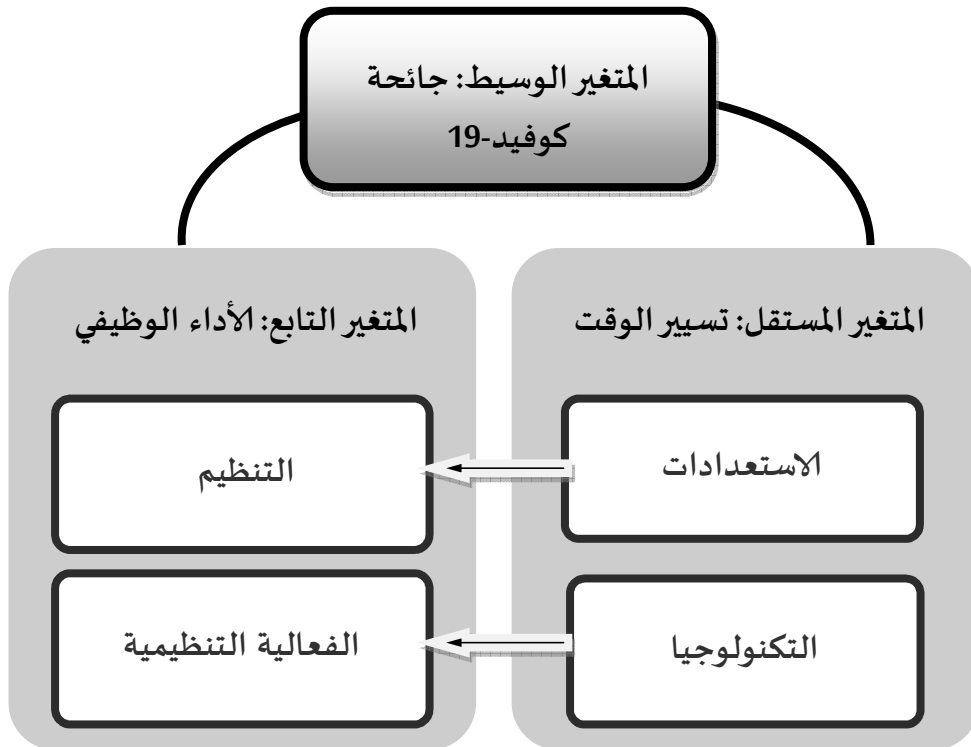 المتغير الوسيط: جائحة
كوفيد-19
المتغير المستقل: تسيير الوقت
المتغير التابع: الأداء الوظيفي
الاستعدادات
التنظيم
التكنولوجيا
الفعالية التنظيمية